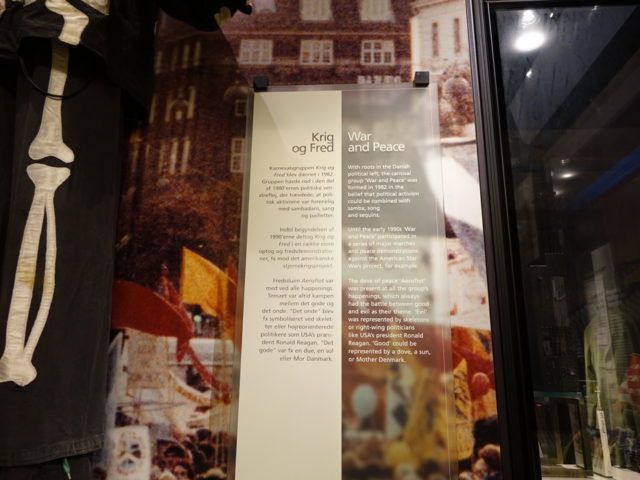 Krig
og Fred
Karnevalsgruppen Krig og
Fred blev dannet i 1982.
Gruppen havde rod i den del
af 1980'ernes politiske ven-
strefløj, der hævdede, at poli-
tisk aktivisme var forenelig
med sambadans, sang
og pailletter.
Indtil begyndelsen af
1990'erne deltog Krig og
Fred i en række store
optog og fredsdemonstratio-
ner, fx mod det amerikanske
stjernekrigsprojekt.
Fredsduen Aeroflot var
med ved alle happenings.
Temaet var altid kampen
mellem det gode og
det onde. "Det onde" blev
fx symboliseret ved skelet-
ter eller højreorienterede
politikere som USA's præsi-
dent Ronald Reagan. "Det
gode" var fx en due, en sol
eller Mor Danmark.
War
and Peace
With roots in the Danish
political left, the carnival
group 'War and Peace' was
formed in 1982 in the
belief that political activism
could be combined with
samba, song
and sequins.
Until the early 1990s 'War
and Peace' participated in
a series of major marches
and peace demonstrations
against the American Star
Wars project, for example.
The dove of peace 'Aeroflot'
was present at all the group's
happenings, which always
had the battle between good
and evil as their theme. 'Evil'
was represented by skeletons
or right-wing politicians
like USA's president Ronald
Reagan. 'Good' could be
represented by a dove, a sun,
or Mother Denmark.